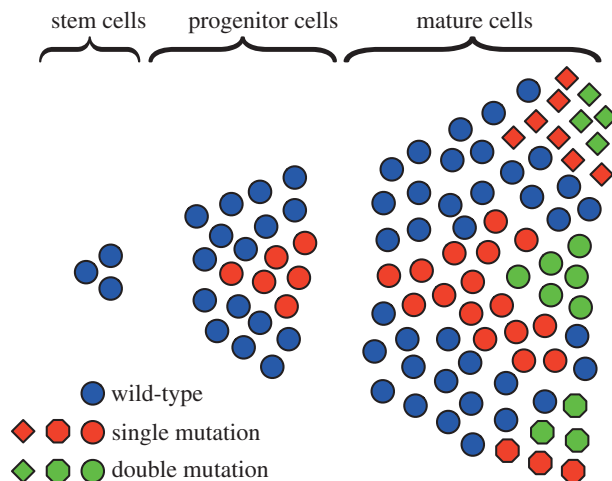 stem cells progenitor cells mature cells
wild-type
single mutation
double mutation